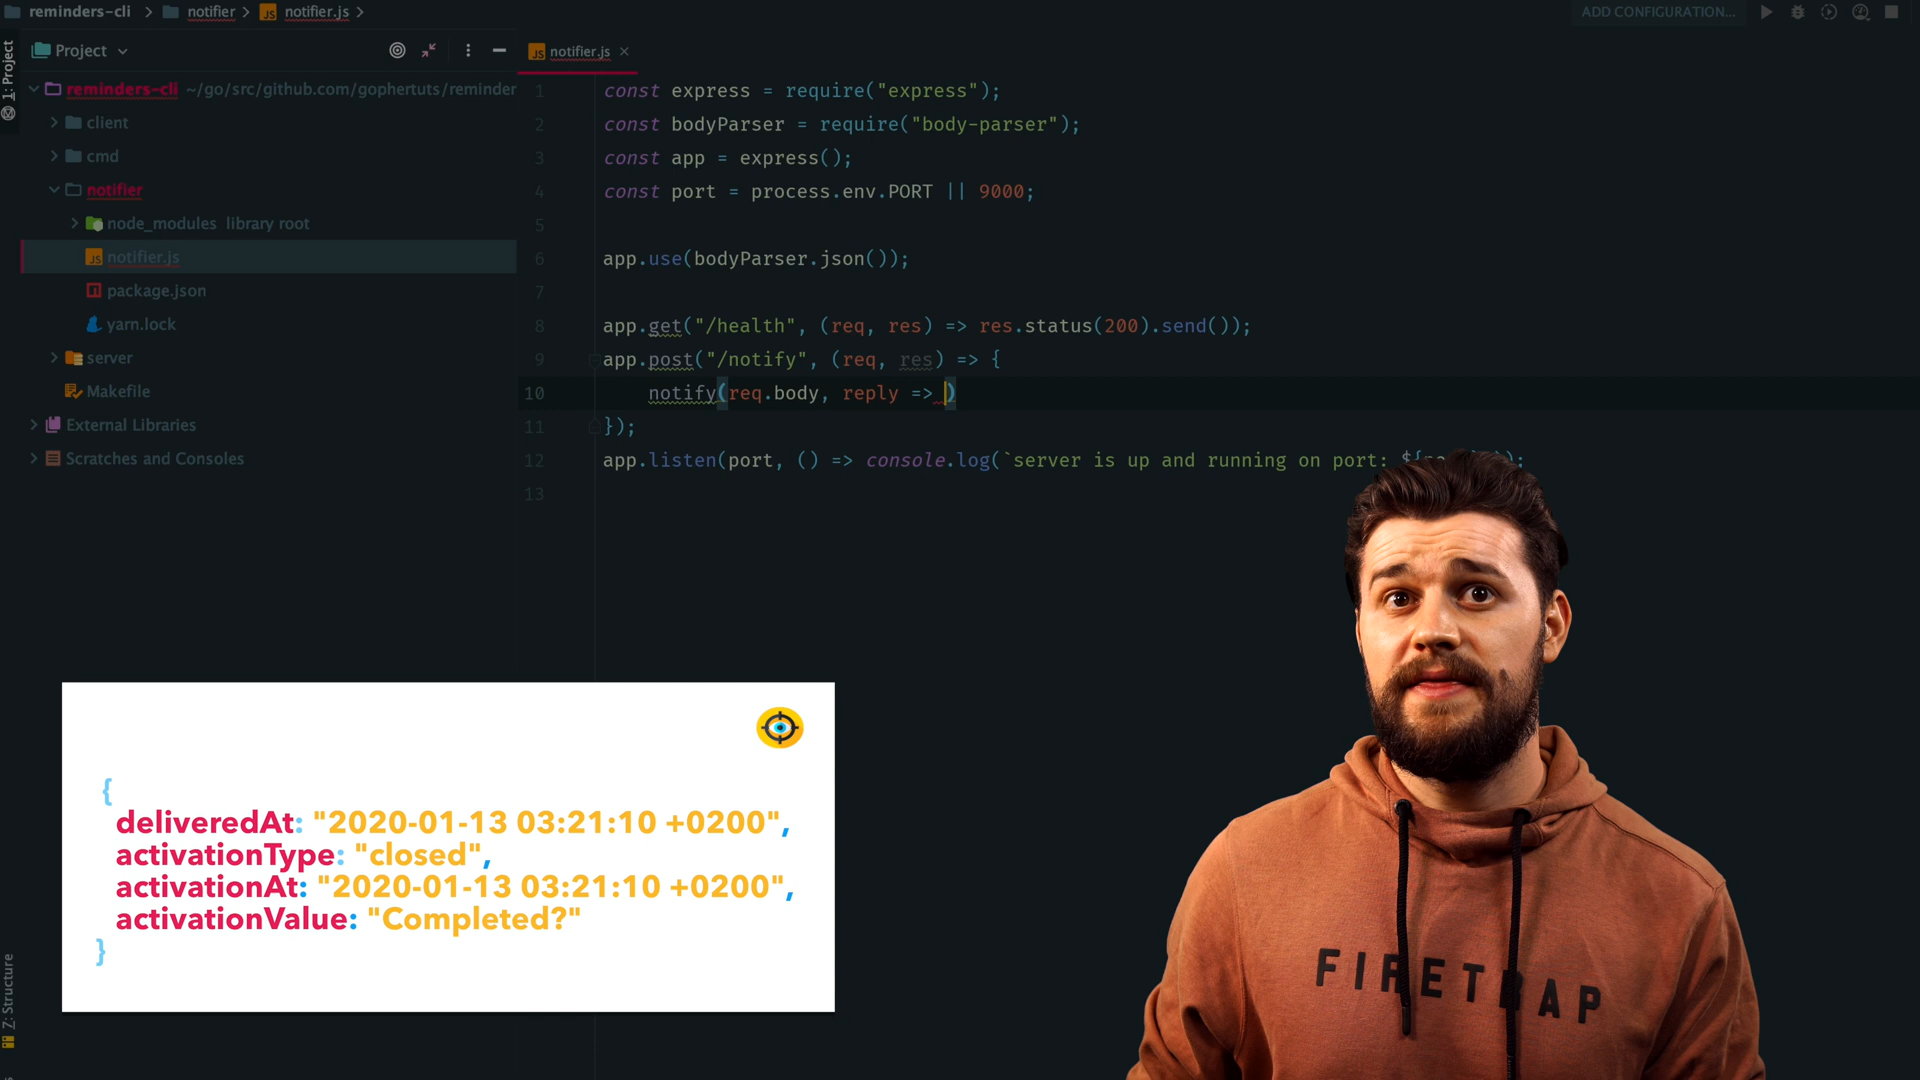 reminders-cli
notifier
notifier.js
ADD CONFIGURATION...
1: Project
Project
notifier.js
reminders-cli ~/go/src/github.com/gophertuts/reminder
client
cmd
notifier
node_modules library root
notifier.js
package.json
yarn.lock
server
Makefile
External Libraries
Scratches and Consoles
1 const express = require("express");
2 const bodyParser = require("body-parser");
3 const app = express();
4 const port = process.env.PORT || 9000;
5
6 app.use(bodyParser.json());
7
8 app.get("/health", (req, res) => res.status(200).send());
9 app.post("/notify", (req, res) => {
10 notify(req.body, reply => )
11 });
12 app.listen(port, () => console.log(`server is up and running on port:
13
{
deliveredAt: "2020-01-13 03:21:10 +0200",
activationType: "closed",
activationAt: "2020-01-13 03:21:10 +0200",
activationValue: "Completed?"
}
Z: Structure
FIRETRAP